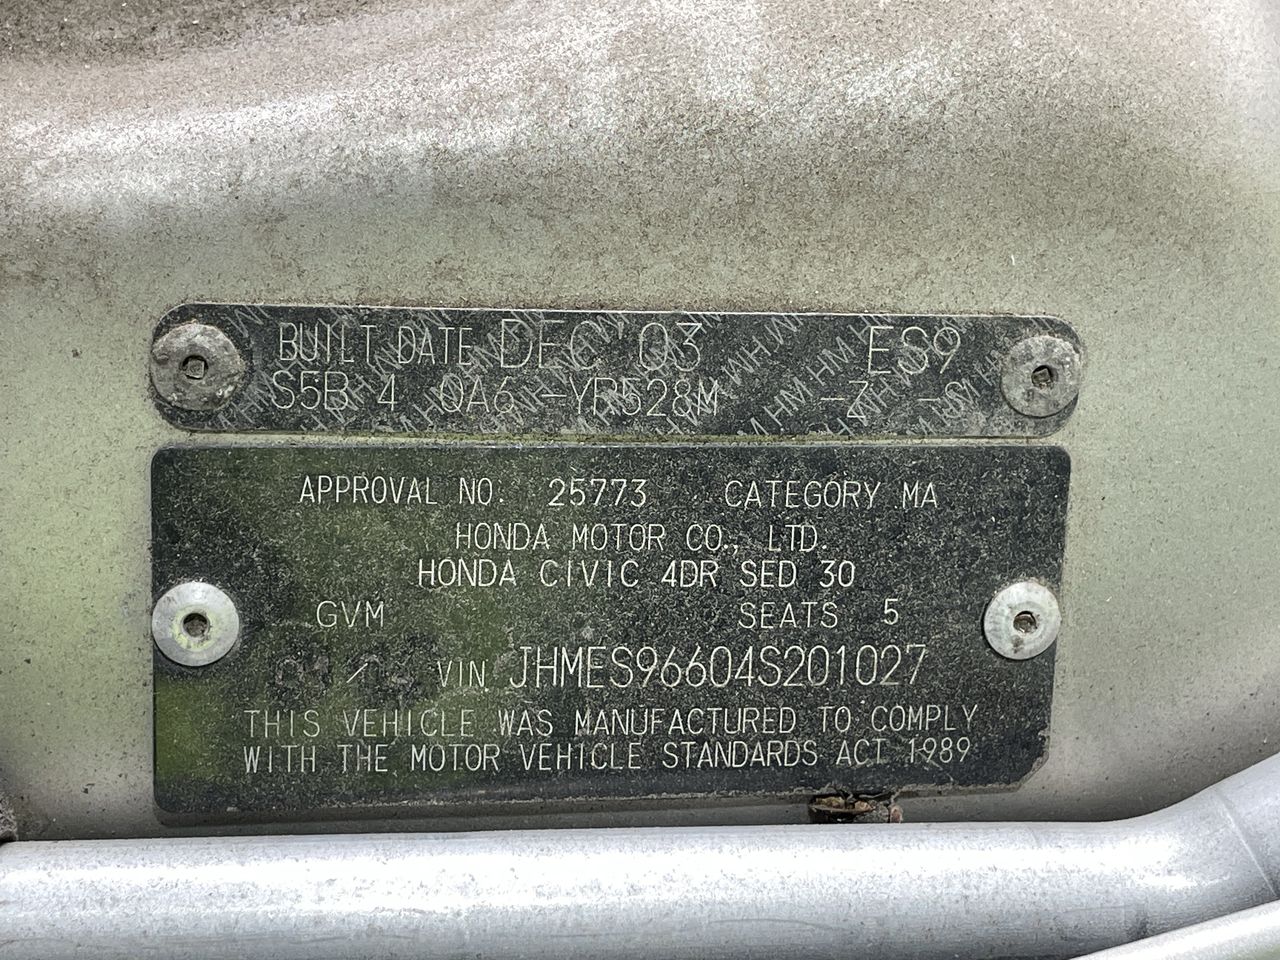 BUILT DATE DEC '03 ES9
S5B 4 QA6 -YR528M -Z -S
APPROVAL NO. 25773 CATEGORY MA
HONDA MOTOR CO., LTD.
HONDA CIVIC 4DR SED 30
GVM SEATS 5
VIN. JHMES96604S201027
THIS VEHICLE WAS MANUFACTURED TO COMPLY
WITH THE MOTOR VEHICLE STANDARDS ACT 1989